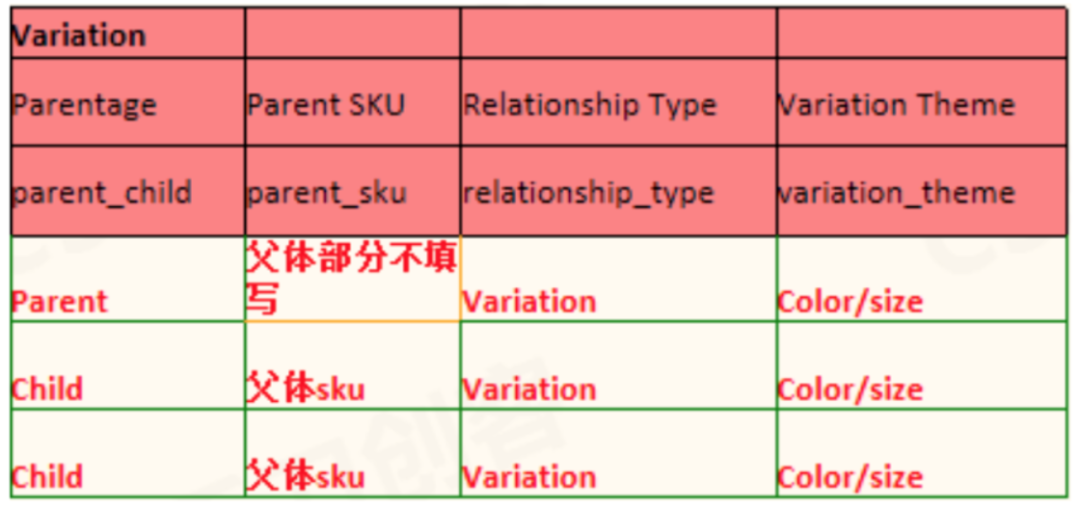 Variation
Parentage Parent SKU Relationship Type Variation Theme
parent_child parent_sku relationship_type variation_theme
父体部分不填
写
Parent Variation Color/size
Child 父体sku Variation Color/size
Child 父体sku Variation Color/size